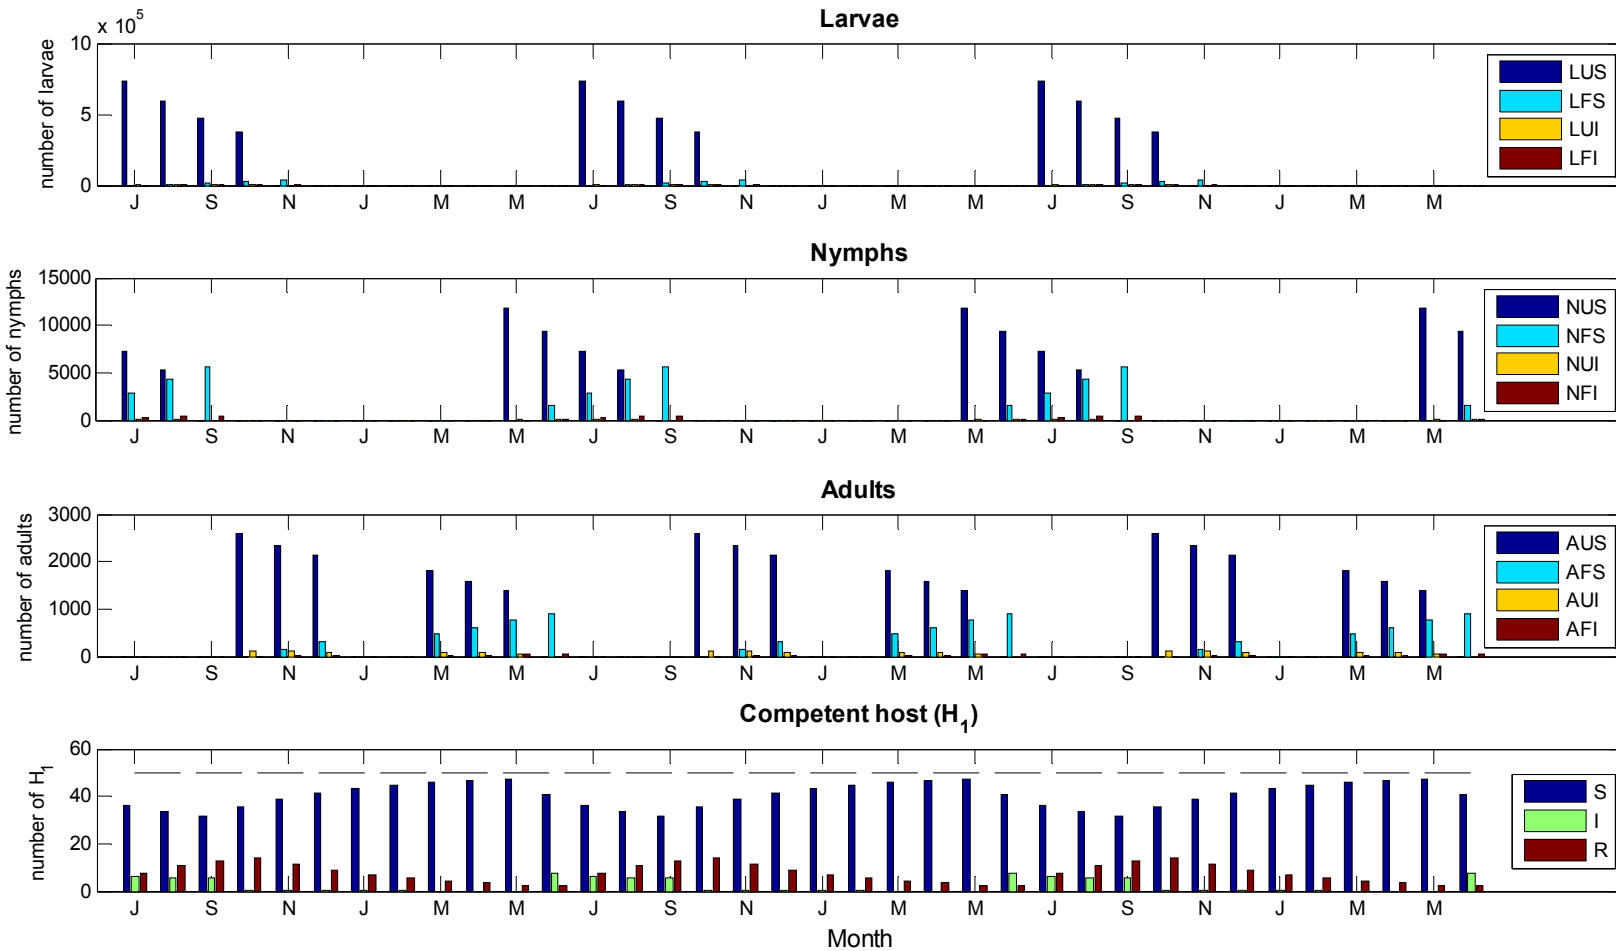 Larvae
x 10^5
number of larvae
10
5
0
J S N J M M J S N J M M J S N J M M
LUS
LFS
LUI
LFI
Nymphs
number of nymphs
15000
10000
5000
0
J S N J M M J S N J M M J S N J M M
NUS
NFS
NUI
NFI
Adults
number of adults
3000
2000
1000
0
J S N J M M J S N J M M J S N J M M
AUS
AFS
AUI
AFI
Competent host (H_1)
number of H_1
60
40
20
0
J S N J M M J S N J M M J S N J M M
S
I
R
Month